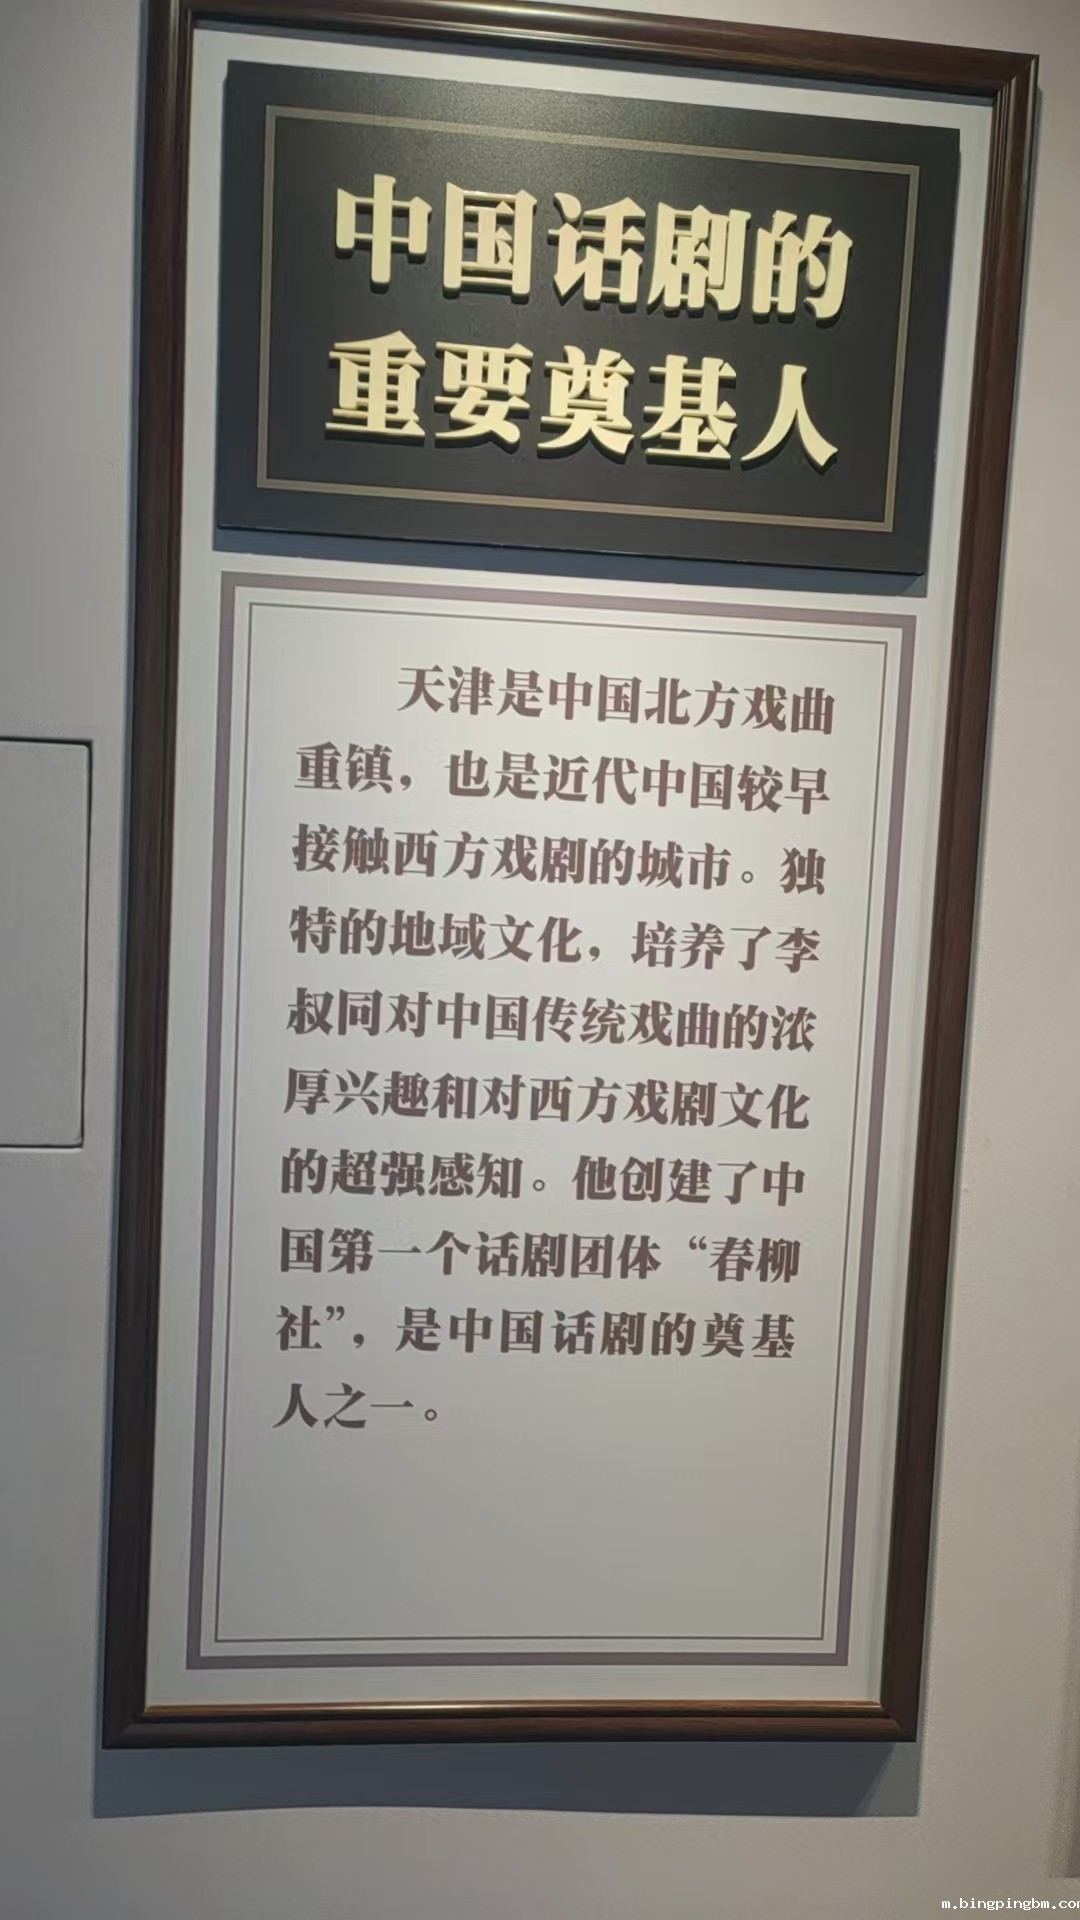 中国话剧的
重要奠基人
天津是中国北方戏曲
重镇，也是近代中国较早
接触西方戏剧的城市。独
特的地域文化，培养了李
叔同对中国传统戏曲的浓
厚兴趣和对西方戏剧文化
的超强感知。他创建了中
国第一个话剧团体“春柳
社”，是中国话剧的奠基
人之一。
m.bingpingbm.com